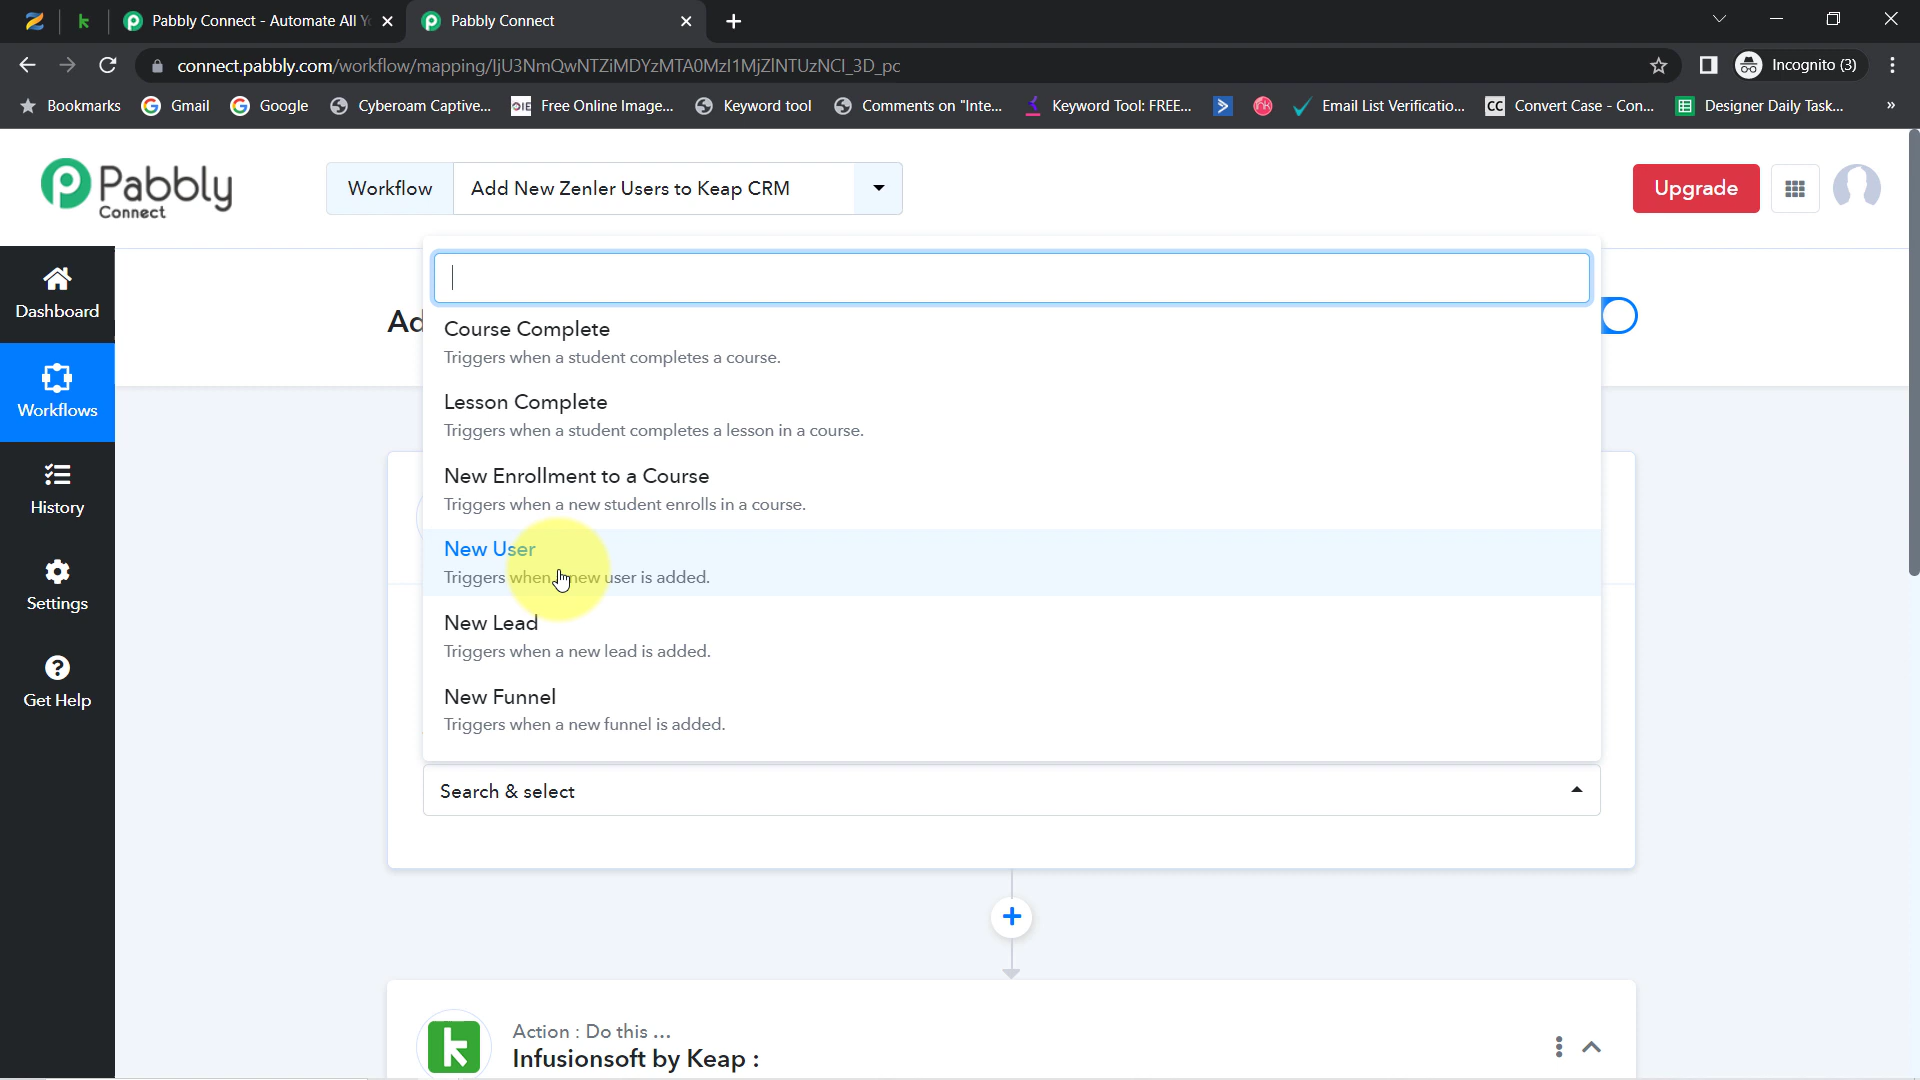 Pabbly Connect - Automate All Y
Pabbly Connect
connect.pabbly.com/workflow/mapping/IjU3NmQwNTZiMDYzMTA0MzI1MjZlNTUzNCI_3D_pc
Incognito (3)
Bookmarks
Gmail
Google
Cyberoam Captive...
OIE
Free Online Image...
Keyword tool
Comments on "Inte...
Keyword Tool: FREE...
Email List Verificatio...
CC
Convert Case - Con...
Designer Daily Task...
Pabbly
Connect
Workflow
Add New Zenler Users to Keap CRM
Upgrade
Dashboard
Workflows
History
Settings
Get Help
Ad
Course Complete
Triggers when a student completes a course.
Lesson Complete
Triggers when a student completes a lesson in a course.
New Enrollment to a Course
Triggers when a new student enrolls in a course.
New User
Triggers when a new user is added.
New Lead
Triggers when a new lead is added.
New Funnel
Triggers when a new funnel is added.
Search & select
Action : Do this ...
Infusionsoft by Keap :